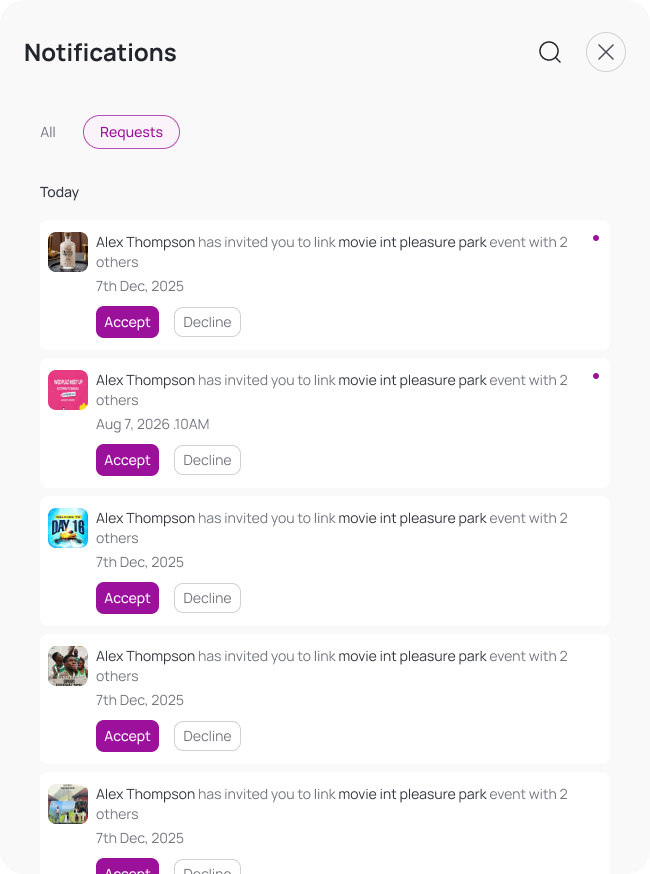 Notifications
All
Requests
Today
Alex Thompson has invited you to link movie int pleasure park event with 2
others
7th Dec, 2025
Accept
Decline
Alex Thompson has invited you to link movie int pleasure park event with 2
others
Aug 7, 2026 .10AM
Accept
Decline
DAY 18
Alex Thompson has invited you to link movie int pleasure park event with 2
others
7th Dec, 2025
Accept
Decline
Alex Thompson has invited you to link movie int pleasure park event with 2
others
7th Dec, 2025
Accept
Decline
Alex Thompson has invited you to link movie int pleasure park event with 2
others
7th Dec, 2025
Accept
Decline